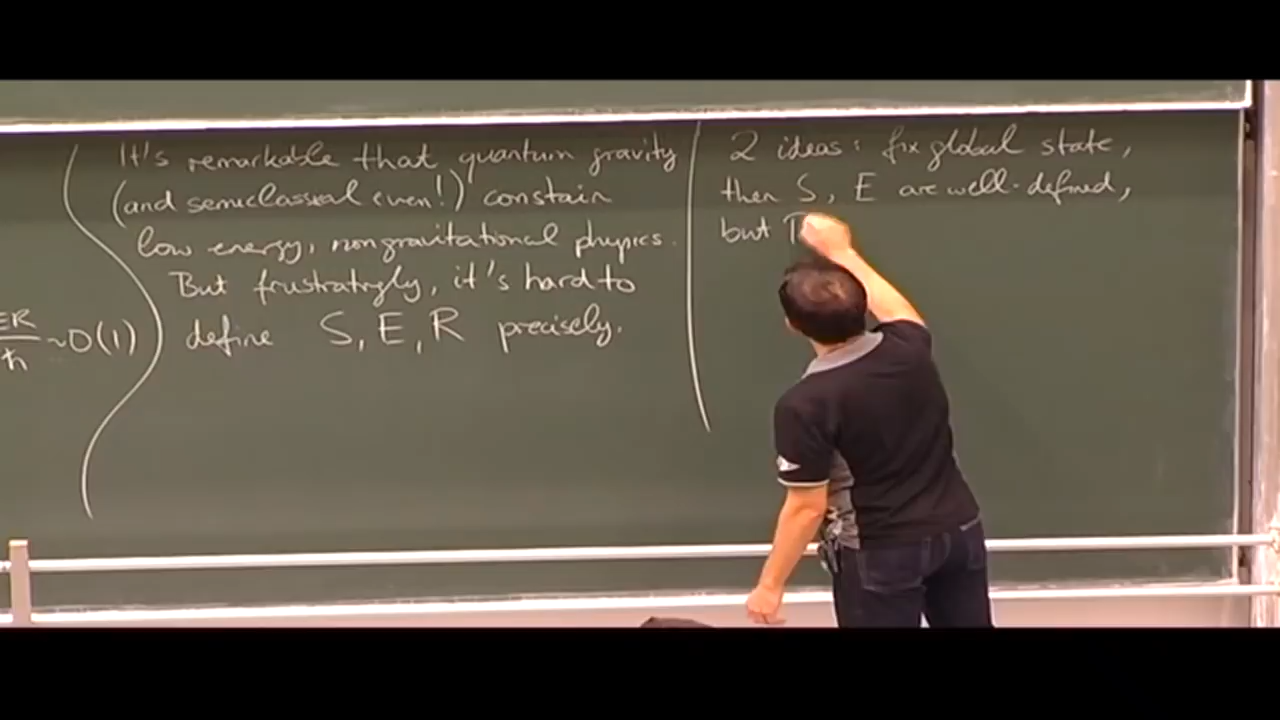 ER
ħ
~O(1)
It's remarkable that quantum gravity
(and semiclassical even!) constain
low energy, nongravitational physics.
But frustratingly, it's hard to
define S, E, R precisely.
2 ideas: fix global state,
then S, E are well-defined,
but